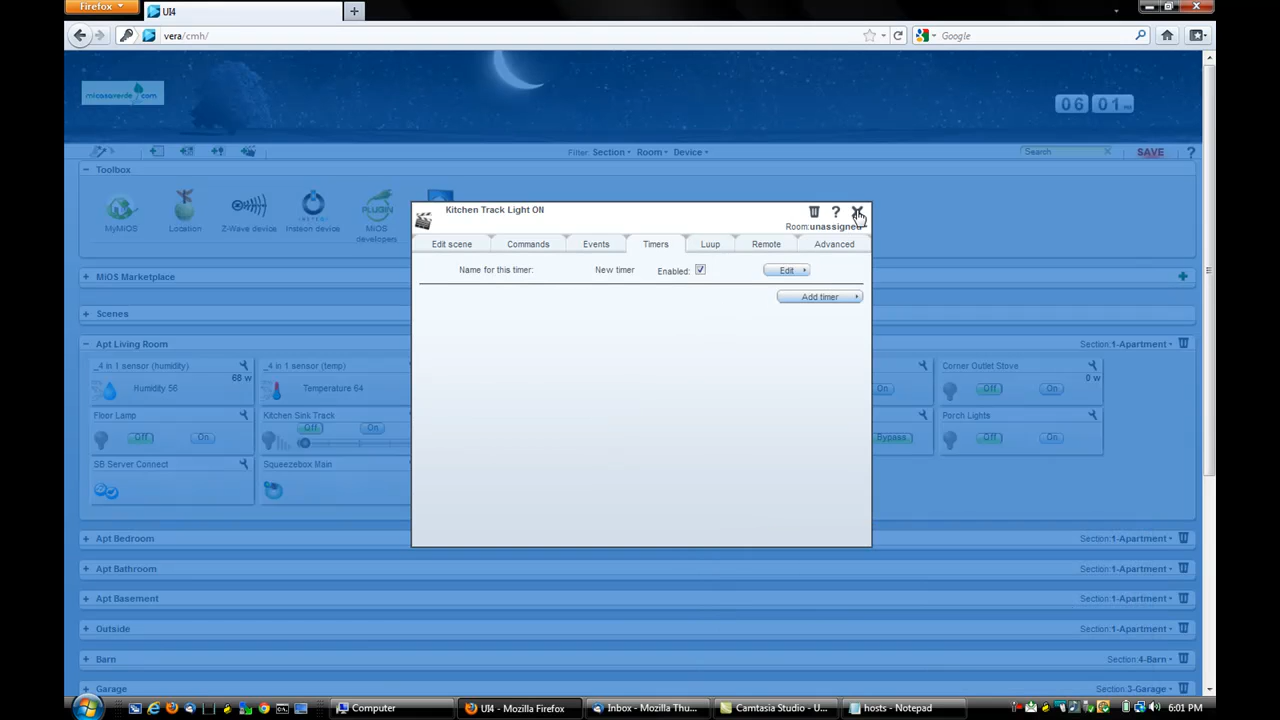 Firefox
UI4
vera/cmh/
Google
micasaverde.com
06 01
Filter: Section Room Device
Search
SAVE ?
Toolbox
MyMiOS
Location
Z-Wave device
Insteon device
PLUGIN
MiOS developers
MiOS Marketplace
Scenes
Kitchen Track Light ON
?
Room:unassigned
Edit scene
Commands
Events
Timers
Luup
Remote
Advanced
Name for this timer: New timer Enabled: Edit
Add timer
Apt Living Room
Section:1-Apartment
_4 in 1 sensor (humidity)
68 w
Humidity 56
_4 in 1 sensor (temp)
Temperature 64
On
Corner Outlet Stove
0 w
Off On
Floor Lamp
Off On
Kitchen Sink Track
Off On
Bypass
Porch Lights
Off On
SB Server Connect
Squeezebox Main
Apt Bedroom
Section:1-Apartment
Apt Bathroom
Section:1-Apartment
Apt Basement
Section:1-Apartment
Outside
Section:1-Apartment
Barn
Section:4-Barn
Garage
Section:3-Garage
Computer
UI4 - Mozilla Firefox
Inbox - Mozilla Thu...
Camtasia Studio - U...
hosts - Notepad
6:01 PM